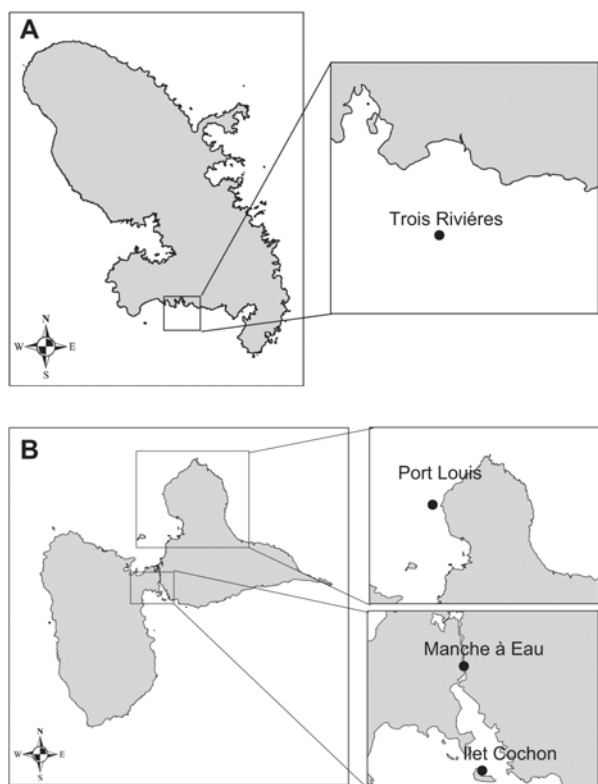 A
Trois Riviéres
N
W E
S
B
Port Louis
Manche à Eau
Ilet Cochon
N
W E
S